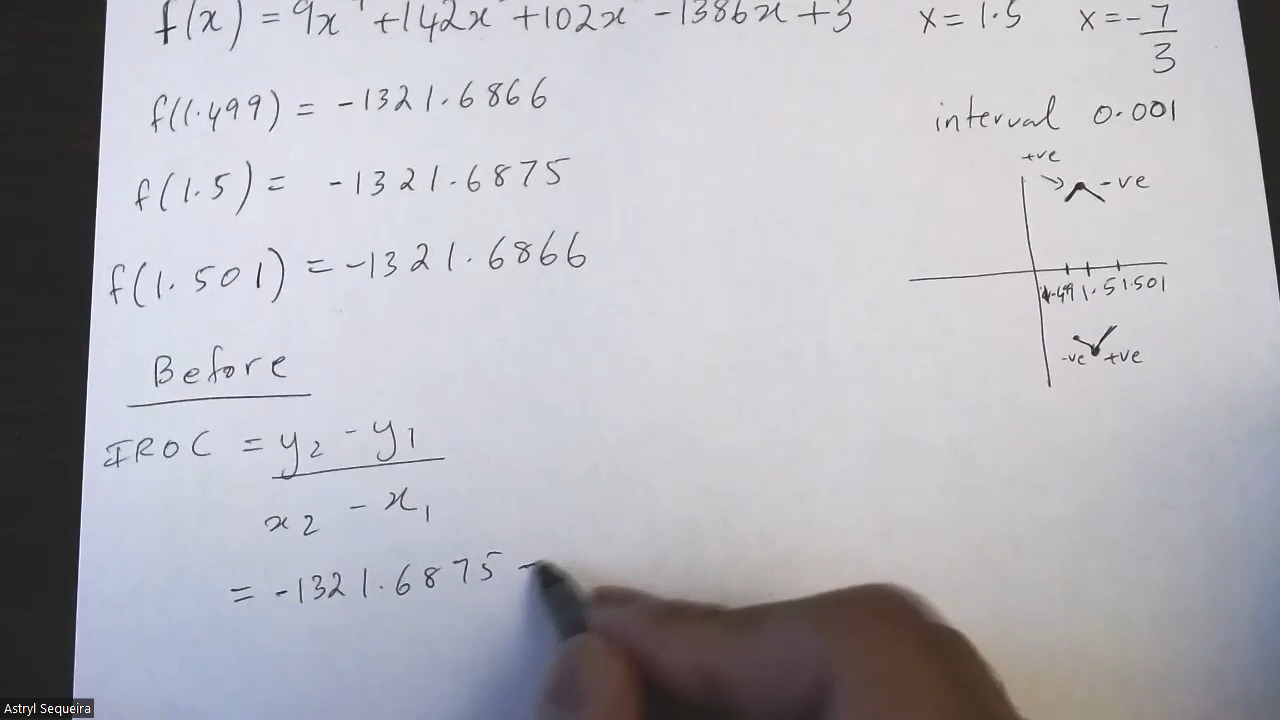 f(x) = 9x + 142x + 102x - 1386x + 3 x = 1.5 x = -7/3
f(1.499) = -1321.6866
interval 0.001
f(1.5) = -1321.6875
+ve
-ve
f(1.501) = -1321.6866
1.5 1.501
-ve +ve
Before
IROC = y2 - y1
x2 - x1
= -1321.6875 -
Astryl Sequeira